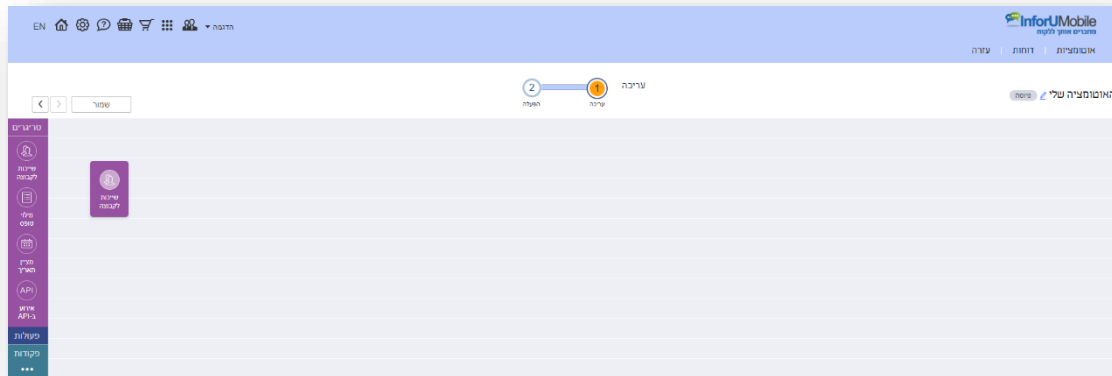 InforUMobile
מחברים אותך ללקוח
הדגמה
EN
אוטומציות
דוחות
עזרה
האוטומציה שלי
טיוטה
עריכה
1
2
עריכה
הפעלה
שמור
טריגרים
שייכות
לקבוצה
שייכות
לקבוצה
מילוי
טופס
מציין
תאריך
API
אירוע
ב-API
פעולות
פקודות